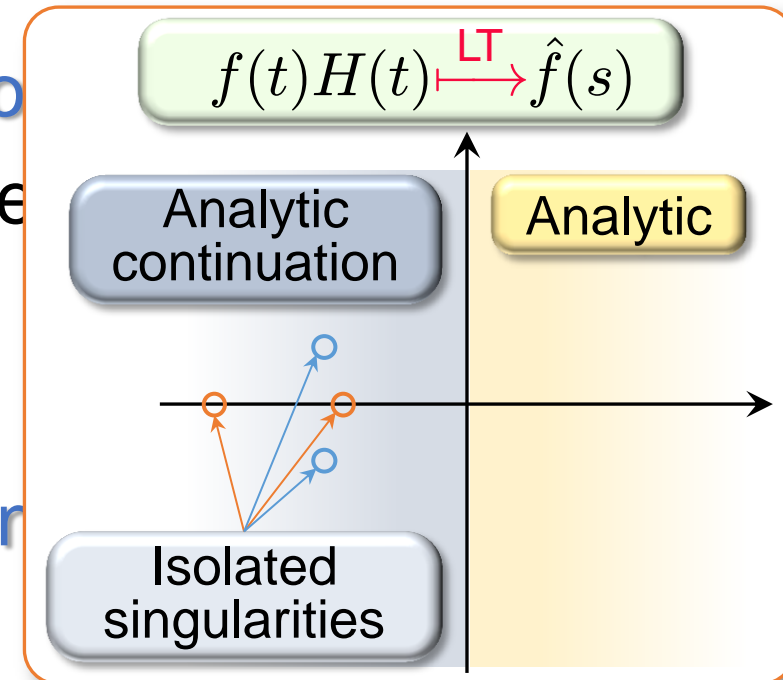 LT
f(t)H(t) ⟼ f̂(s)
Analytic
continuation
Analytic
Isolated
singularities